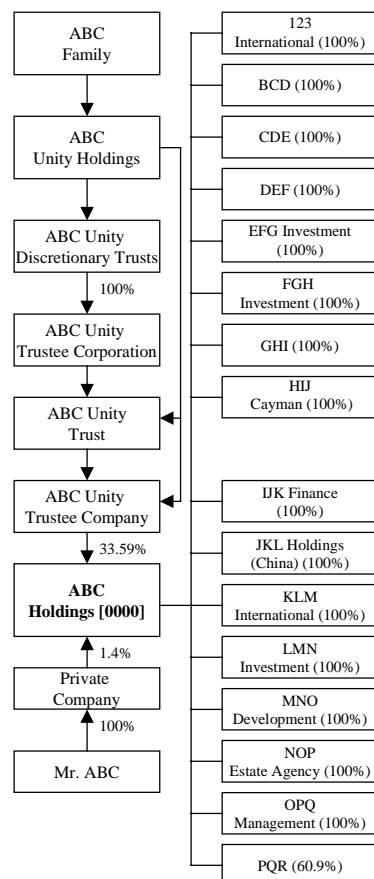 ABC
Family
ABC
Unity Holdings
ABC Unity
Discretionary Trusts
100%
ABC Unity
Trustee Corporation
ABC Unity
Trust
ABC Unity
Trustee Company
33.59%
ABC
Holdings [0000]
1.4%
Private
Company
100%
Mr. ABC
123
International (100%)
BCD (100%)
CDE (100%)
DEF (100%)
EFG Investment
(100%)
FGH
Investment (100%)
GHI (100%)
HIJ
Cayman (100%)
IJK Finance
(100%)
JKL Holdings
(China) (100%)
KLM
International (100%)
LMN
Investment (100%)
MNO
Development (100%)
NOP
Estate Agency (100%)
OPQ
Management (100%)
PQR (60.9%)